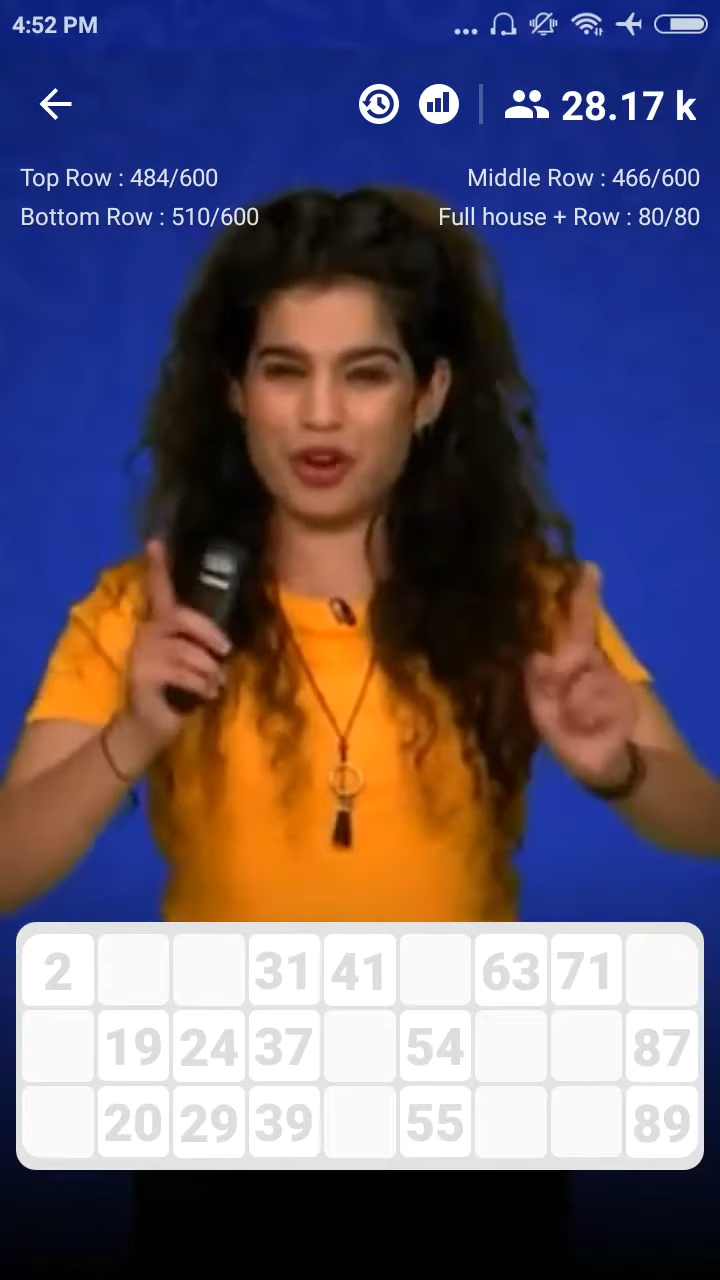 4:52 PM
28.17 k
Top Row : 484/600 Middle Row : 466/600
Bottom Row : 510/600 Full house + Row : 80/80
2 31 41 63 71
19 24 37 54 87
20 29 39 55 89